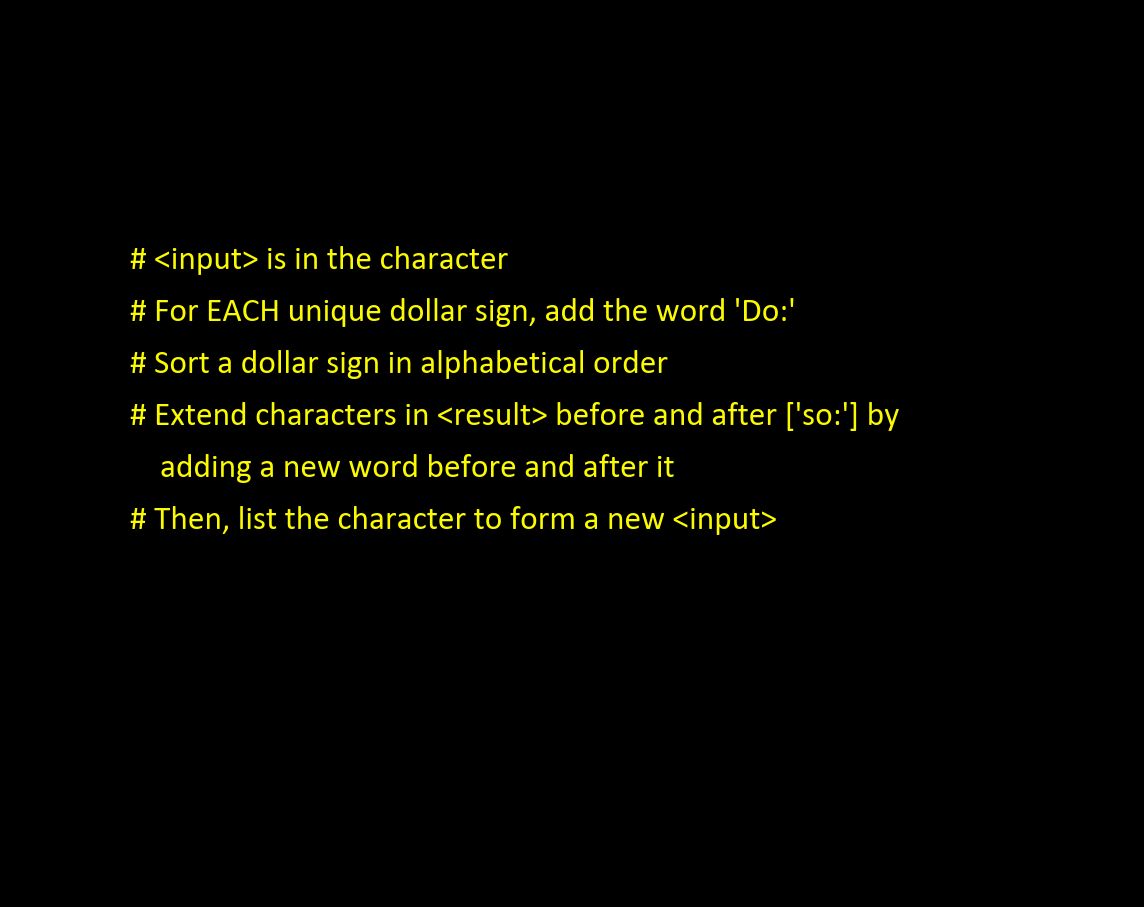 # <input> is in the character
# For EACH unique dollar sign, add the word 'Do:'
# Sort a dollar sign in alphabetical order
# Extend characters in <result> before and after ['so:'] by
adding a new word before and after it
# Then, list the character to form a new <input>